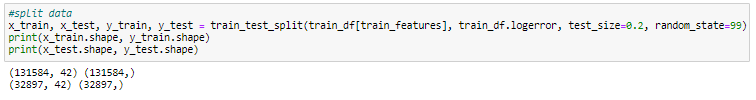 #split data
x_train, x_test, y_train, y_test = train_test_split(train_df[train_features], train_df.logerror, test_size=0.2, random_state=99)
print(x_train.shape, y_train.shape)
print(x_test.shape, y_test.shape)
(131584, 42) (131584,)
(32897, 42) (32897,)